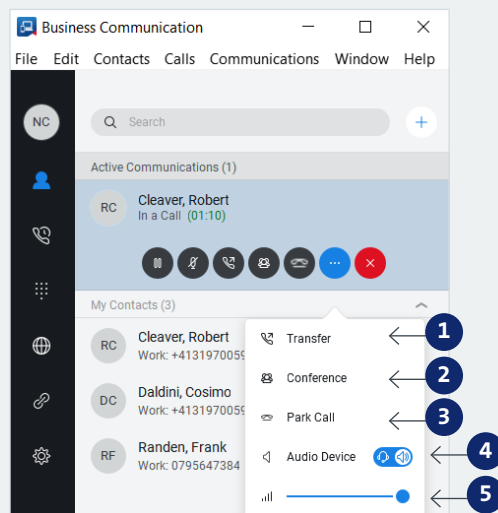 Business Communication
File Edit Contacts Calls Communications Window Help
NC
Search
Active Communications (1)
RC
Cleaver, Robert
In a Call (01:10)
My Contacts (3)
RC
Cleaver, Robert
Work: +4131970059
DC
Daldini, Cosimo
Work: +4131970059
RF
Randen, Frank
Work: 0795647384
Transfer
1
Conference
2
Park Call
3
Audio Device
4
5